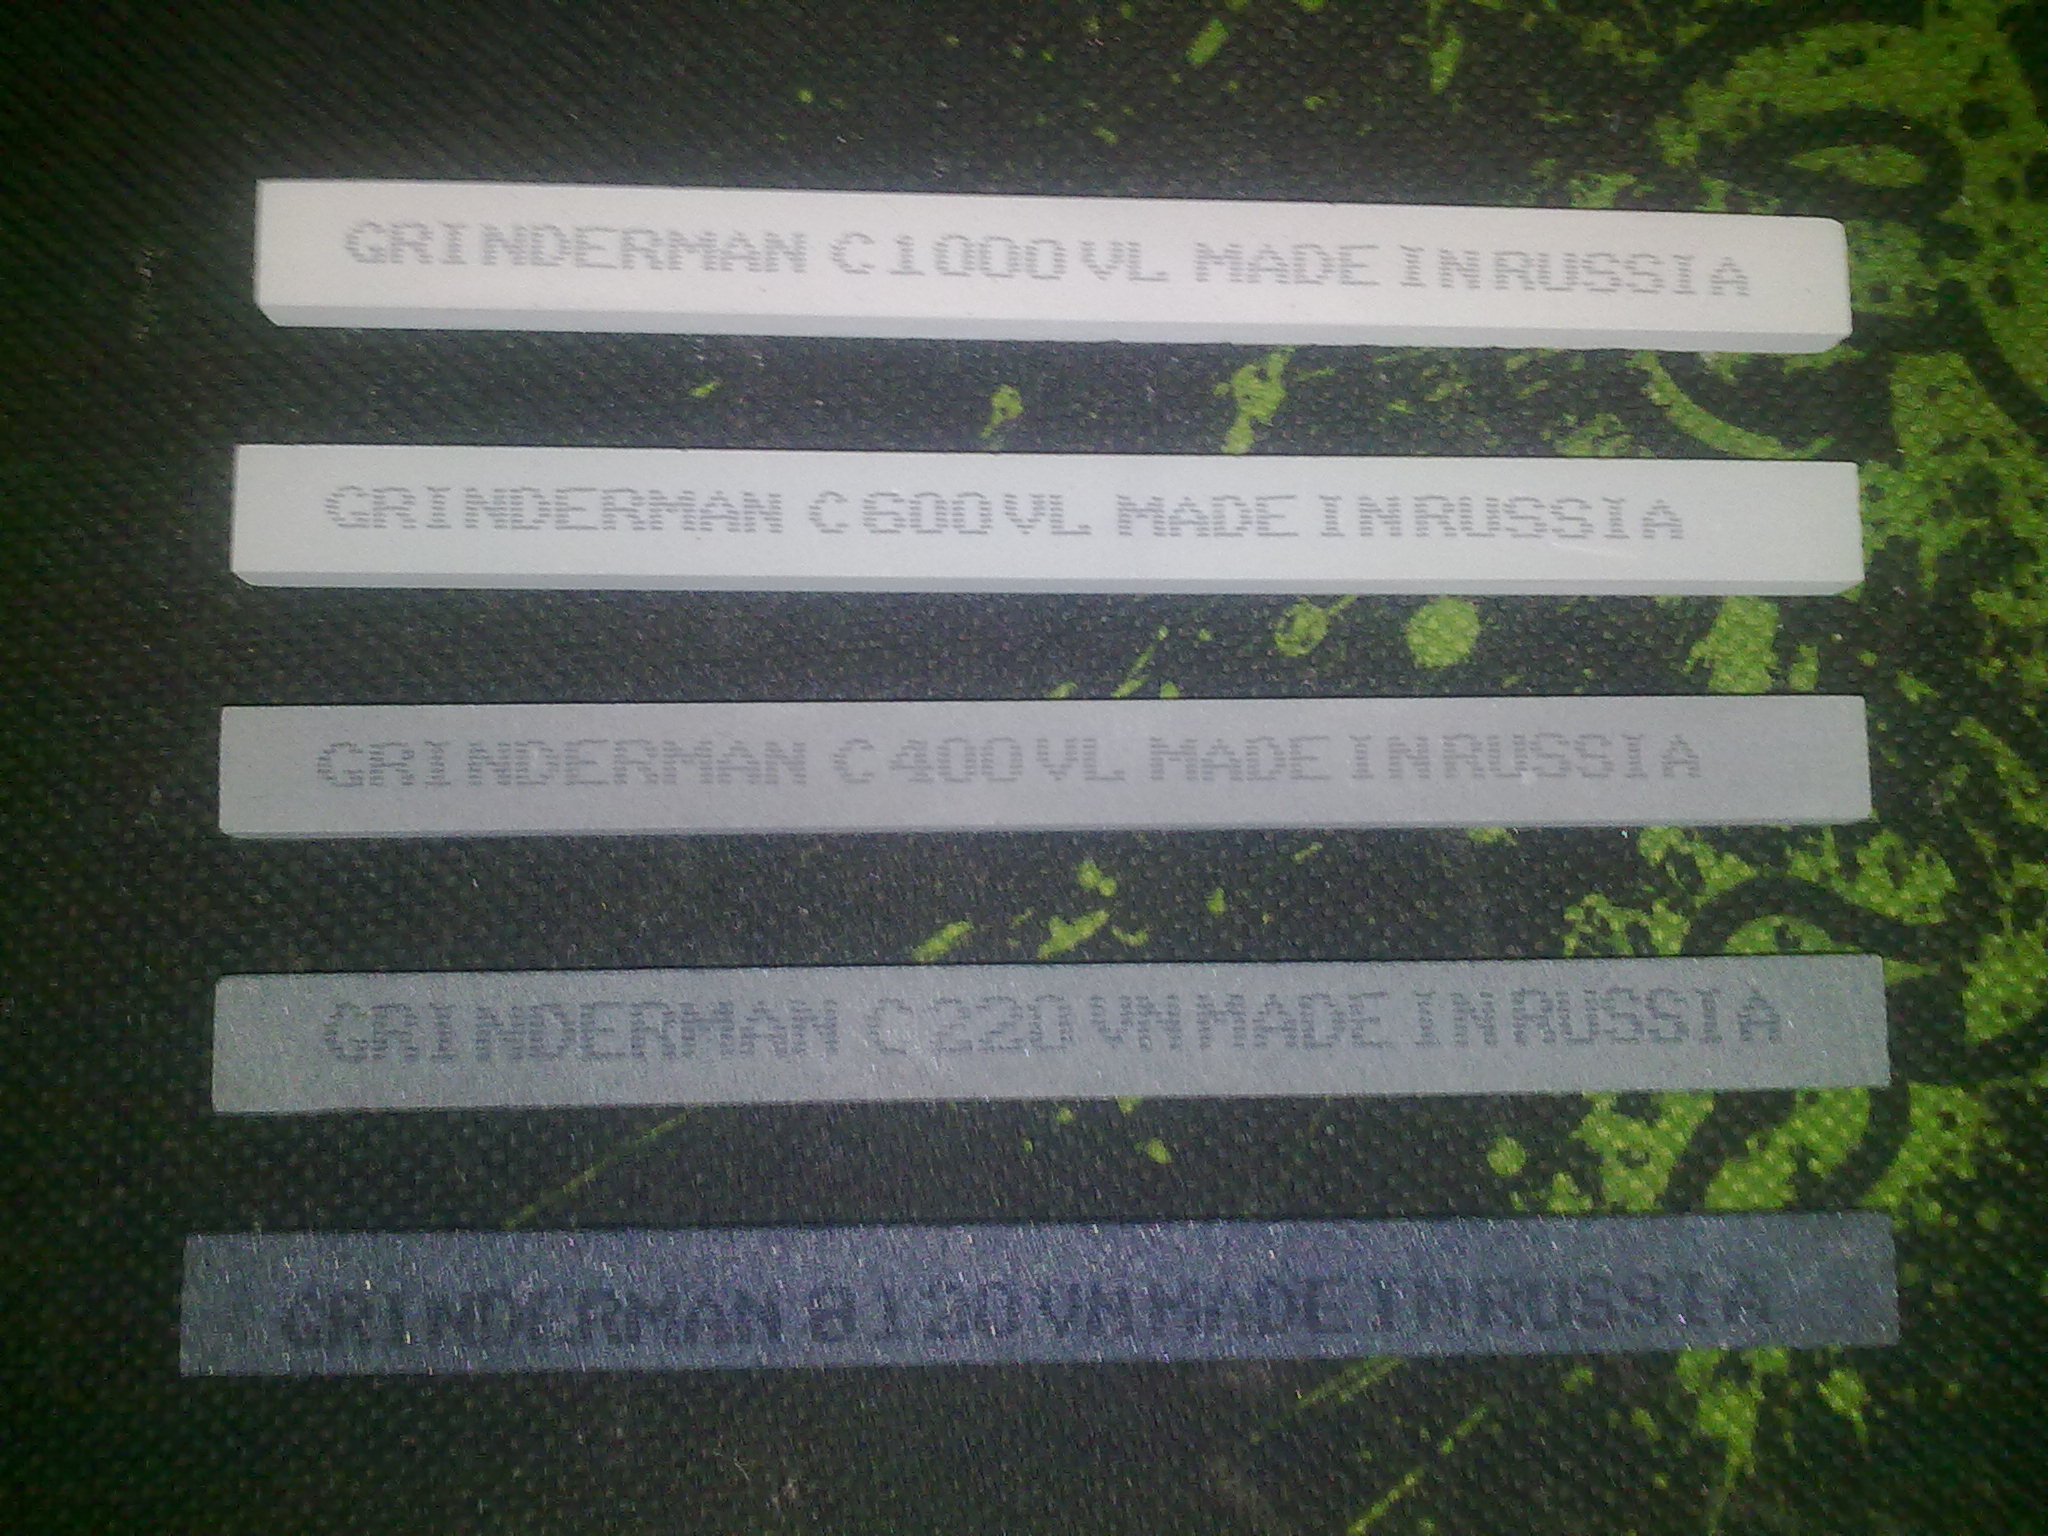 GRINDERMAN C1000VL MADE IN RUSSIA
GRINDERMAN C600VL MADE IN RUSSIA
GRINDERMAN C400VL MADE IN RUSSIA
GRINDERMAN C220VN MADE IN RUSSIA
GRINDERMAN 8120VN MADE IN RUSSIA